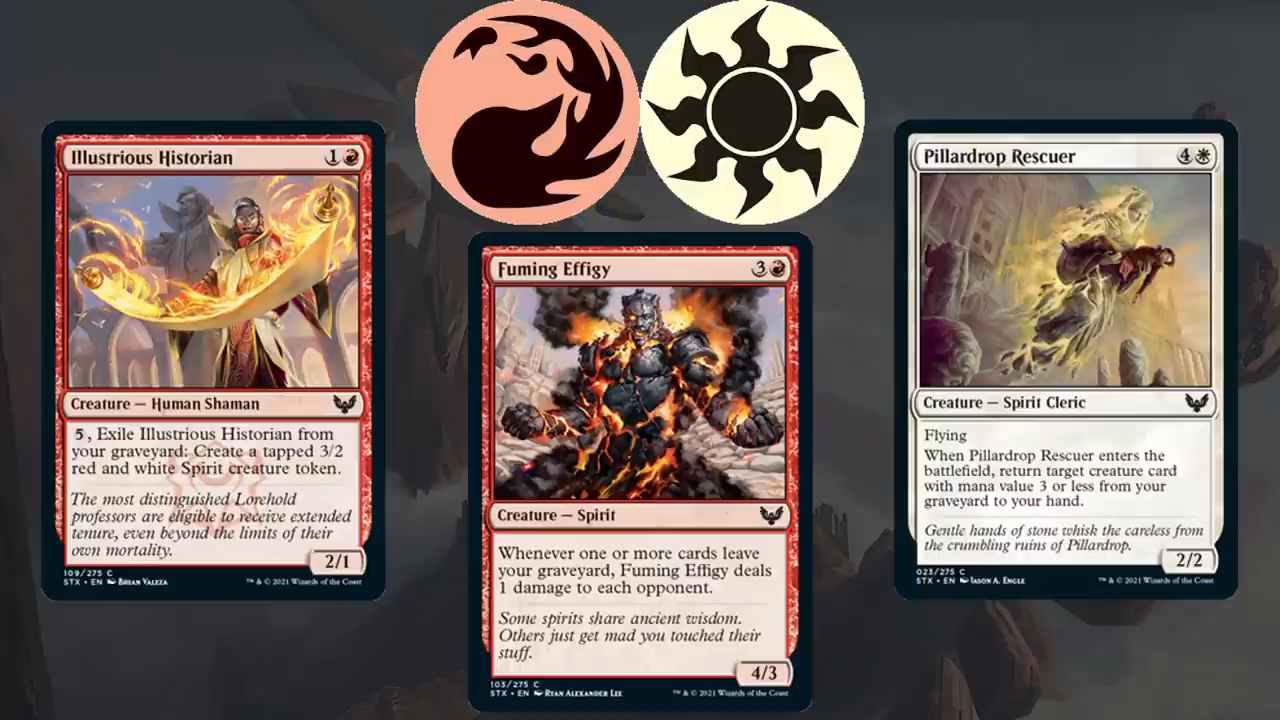 Illustrious Historian
1
Creature — Human Shaman
5, Exile Illustrious Historian from
your graveyard: Create a tapped 3/2
red and white Spirit creature token.
The most distinguished Lorehold
professors are eligible to receive extended
tenure, even beyond the limits of their
own mortality.
2/1
109/275 C
STX • EN Brian Valeza
™ & © 2021 Wizards of the Coast
Fuming Effigy
3
Creature — Spirit
Whenever one or more cards leave
your graveyard, Fuming Effigy deals
1 damage to each opponent.
Some spirits share ancient wisdom.
Others just get mad you touched their
stuff.
4/3
103/275 C
STX • EN Ryan Alexander Lee
™ & © 2021 Wizards of the Coast
Pillardrop Rescuer
4
Creature — Spirit Cleric
Flying
When Pillardrop Rescuer enters the
battlefield, return target creature card
with mana value 3 or less from your
graveyard to your hand.
Gentle hands of stone whisk the careless from
the crumbling ruins of Pillardrop.
2/2
023/275 C
STX • EN Jason A. Engle
™ & © 2021 Wizards of the Coast